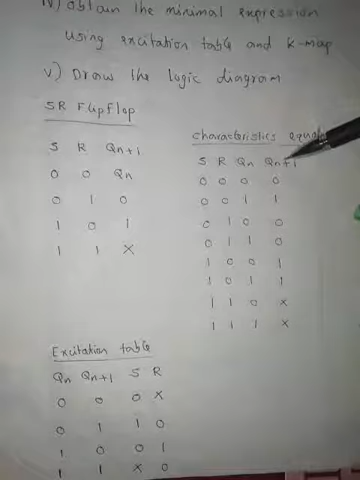 iv) obtain the minimal expression
using excitation table and k-map
v) Draw the logic diagram
SR FlipFlop
S R Qn+1
0 0 Qn
0 1 0
1 0 1
1 1 X
characteristics
S R Qn Qn+1
0 0 0 0
0 0 1 1
0 1 0 0
0 1 1 0
1 0 0 1
1 0 1 1
1 1 0 x
1 1 1 x
Excitation table
Qn Qn+1 S R
0 0 0 X
0 1 1 0
1 0 0 1
1 1 X 0